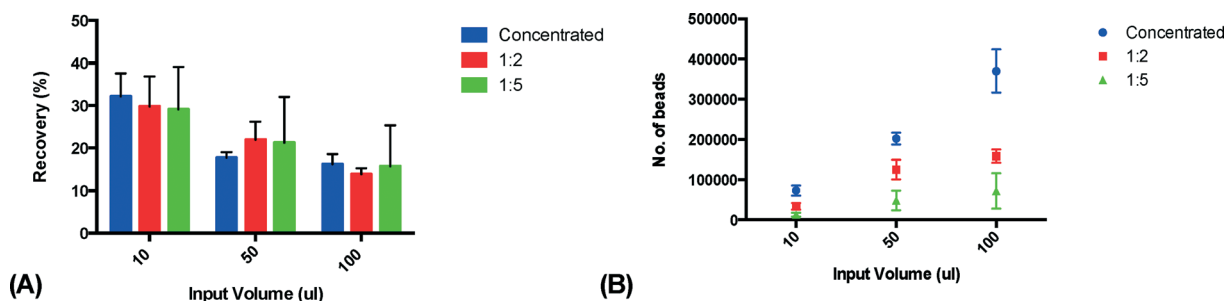 50
40
30
20
10
0
Recovery (%)
10
50
100
Input Volume (ul)
Concentrated
1:2
1:5
(A)
500000
400000
300000
200000
100000
0
No. of beads
10
50
100
Input Volume (ul)
Concentrated
1:2
1:5
(B)